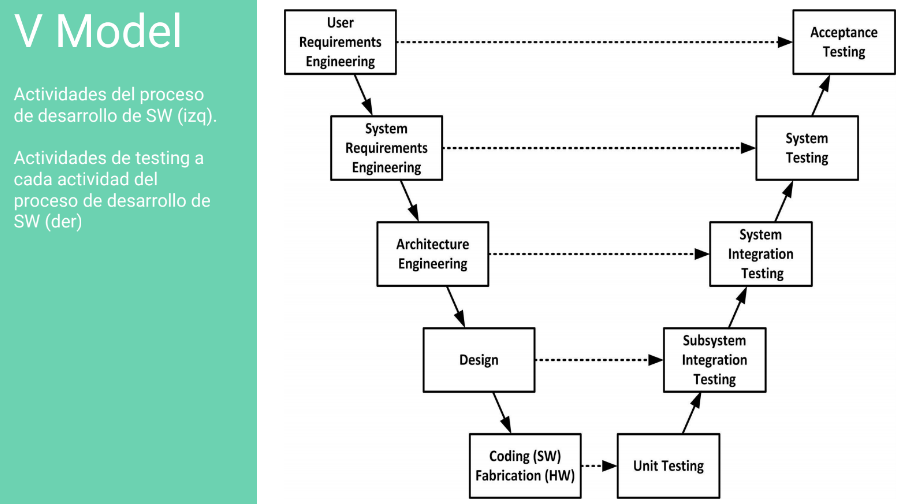 V Model
Actividades del proceso
de desarrollo de SW (izq).
Actividades de testing a
cada actividad del
proceso de desarrollo de
SW (der)
User
Requirements
Engineering
Acceptance
Testing
System
Requirements
Engineering
System
Testing
Architecture
Engineering
System
Integration
Testing
Design
Subsystem
Integration
Testing
Coding (SW)
Fabrication (HW)
Unit Testing